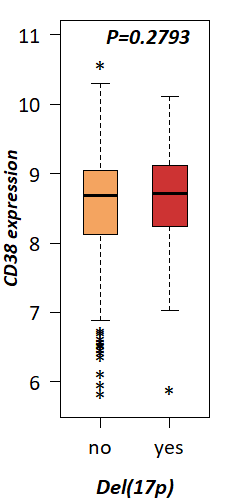 P=0.2793
11
10
9
8
7
6
CD38 expression
no yes
Del(17p)